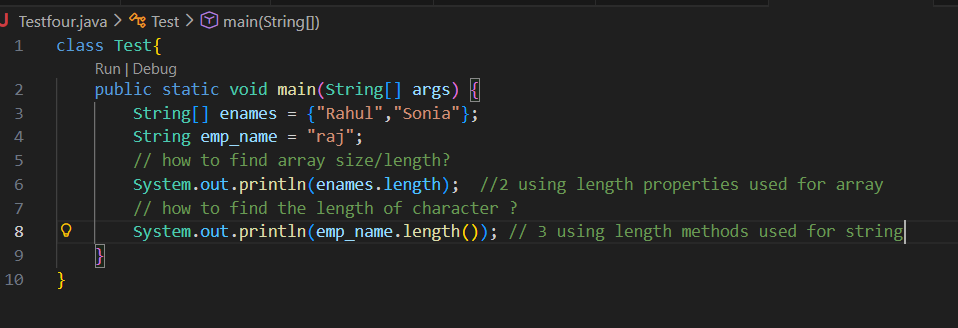 Testfour.java > Test > main(String[])
1 class Test{
Run | Debug
2 public static void main(String[] args) {
3 String[] enames = {"Rahul","Sonia"};
4 String emp_name = "raj";
5 // how to find array size/length?
6 System.out.println(enames.length);  //2 using length properties used for array
7 // how to find the length of character ?
8 System.out.println(emp_name.length()); // 3 using length methods used for string
9 }
10 }